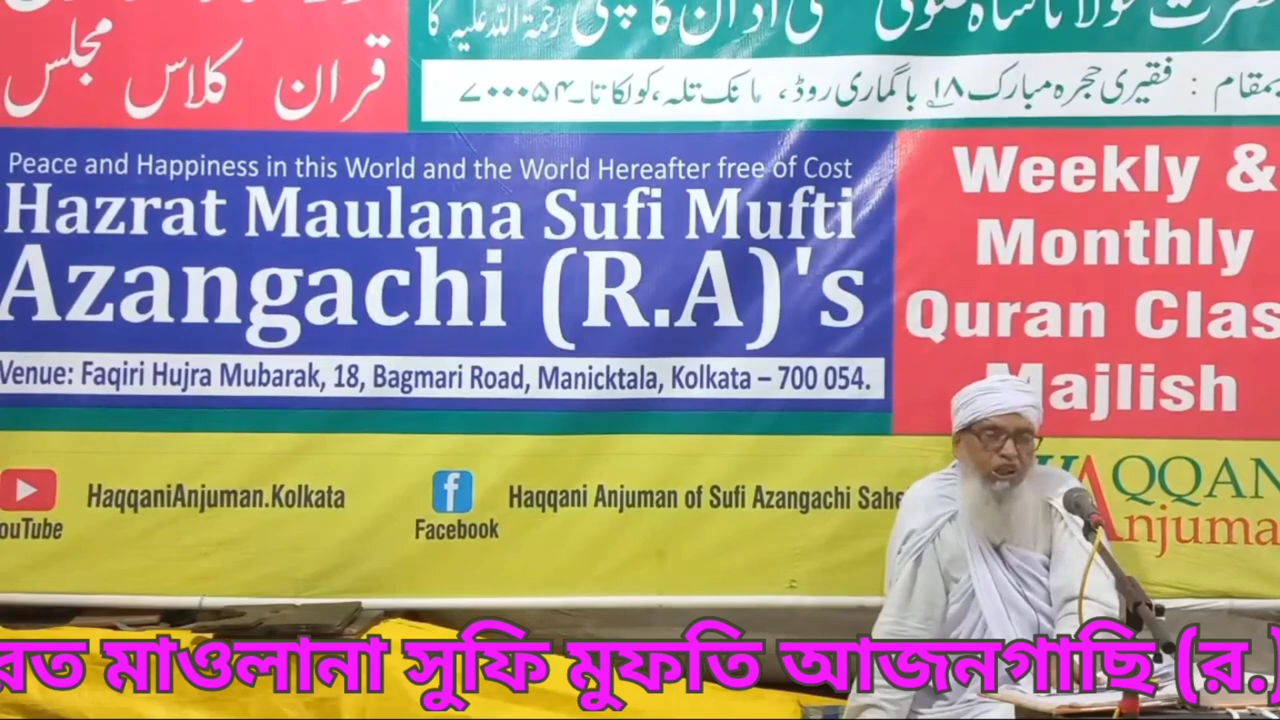 قران کلاس مجلس
بمقام : فقیری حجرہ مبارک ۱۸ باگماری روڈ، مانک تلہ، کولکاتا۔۷۰۰۰۵۴
Peace and Happiness in this World and the World Hereafter free of Cost
Hazrat Maulana Sufi Mufti
Azangachi (R.A)'s
Venue: Faqiri Hujra Mubarak, 18, Bagmari Road, Manicktala, Kolkata – 700 054.
Weekly &
Monthly
Quran Clas
Majlish
ouTube
HaqqaniAnjuman.Kolkata
Facebook
Haqqani Anjuman of Sufi Azangachi Sahe
AQQAN
Anjuma
রত মাওলানা সুফি মুফতি আজনগাছি (র.)